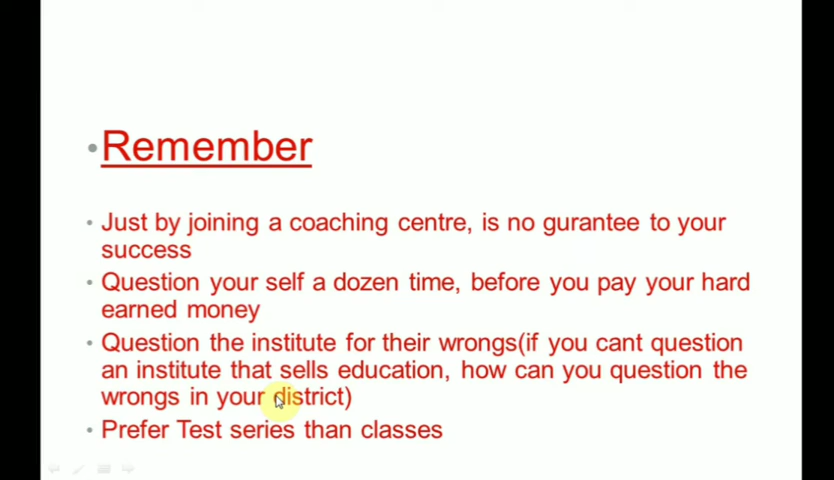 •Remember
• Just by joining a coaching centre, is no gurantee to your
success
• Question your self a dozen time, before you pay your hard
earned money
• Question the institute for their wrongs(if you cant question
an institute that sells education, how can you question the
wrongs in your district)
• Prefer Test series than classes